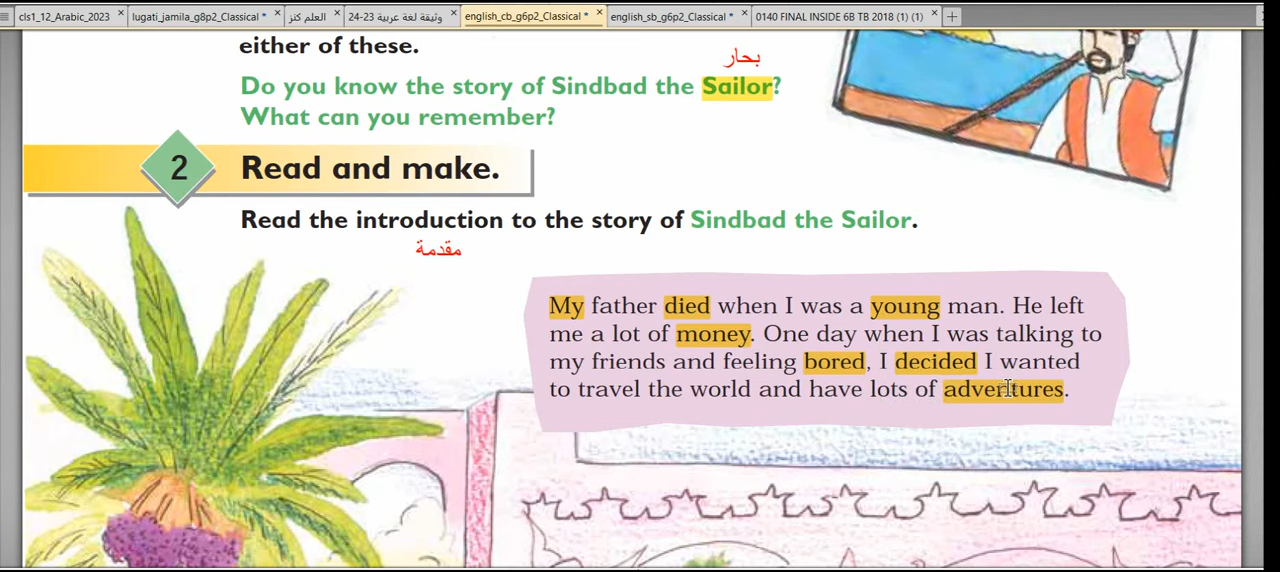 cls1_12_Arabic_2023 lugati_jamila_g8p2_Classical * العلم كنز وثيقة لغة عربية 24-23 english_cb_g6p2_Classical * english_sb_g6p2_Classical * 0140 FINAL INSIDE 6B TB 2018 (1) (1)
either of these.
بحار
Do you know the story of Sindbad the Sailor?
What can you remember?
2 Read and make.
Read the introduction to the story of Sindbad the Sailor.
مقدمة
My father died when I was a young man. He left
me a lot of money. One day when I was talking to
my friends and feeling bored, I decided I wanted
to travel the world and have lots of adventures.